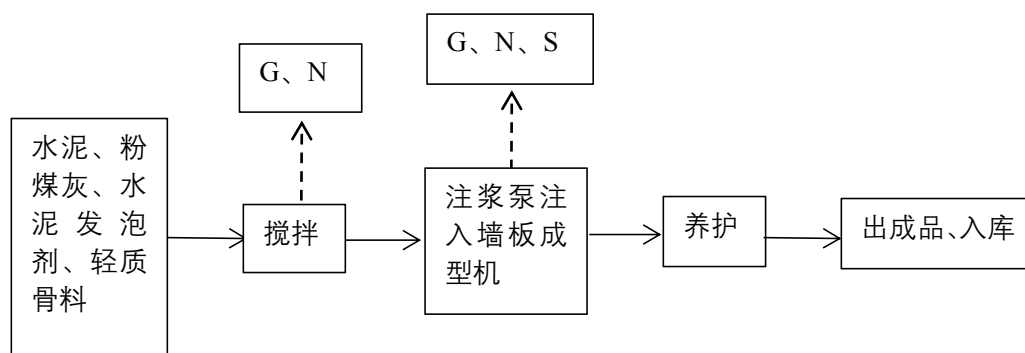 G、N
G、N、S
水泥、粉
煤灰、水
泥发泡
剂、轻质
骨料
搅拌
注浆泵注
入墙板成
型机
养护
出成品、入库